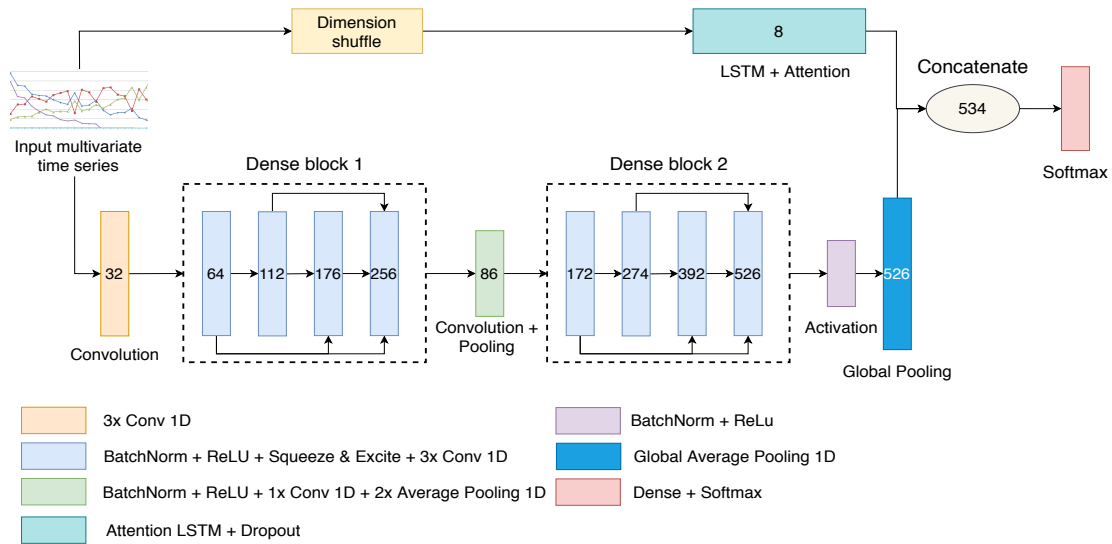 Dimension
shuffle
8
LSTM + Attention
Concatenate
534
Softmax
Input multivariate
time series
Dense block 1
Dense block 2
32
Convolution
64
112
176
256
86
Convolution +
Pooling
172
274
392
526
Activation
526
Global Pooling
3x Conv 1D
BatchNorm + ReLU + Squeeze & Excite + 3x Conv 1D
BatchNorm + ReLU + 1x Conv 1D + 2x Average Pooling 1D
Attention LSTM + Dropout
BatchNorm + ReLu
Global Average Pooling 1D
Dense + Softmax